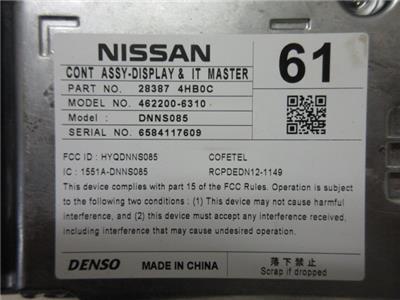 NISSAN 61
CONT ASSY-DISPLAY & IT MASTER
PART NO. 28387 4HB0C
MODEL NO. 462200-6310
Model : DNNS085
SERIAL NO. 6584117609
FCC ID : HYQDNNS085 COFETEL
IC : 1551A-DNNS085 RCPDEDN12-1149
This device complies with part 15 of the FCC Rules. Operation is subject
to the following two conditions : (1) This device may not cause harmful
interference, and (2) this device must accept any interference received,
including interference that may cause undesired operation.
DENSO MADE IN CHINA 落下禁止
Scrap if dropped